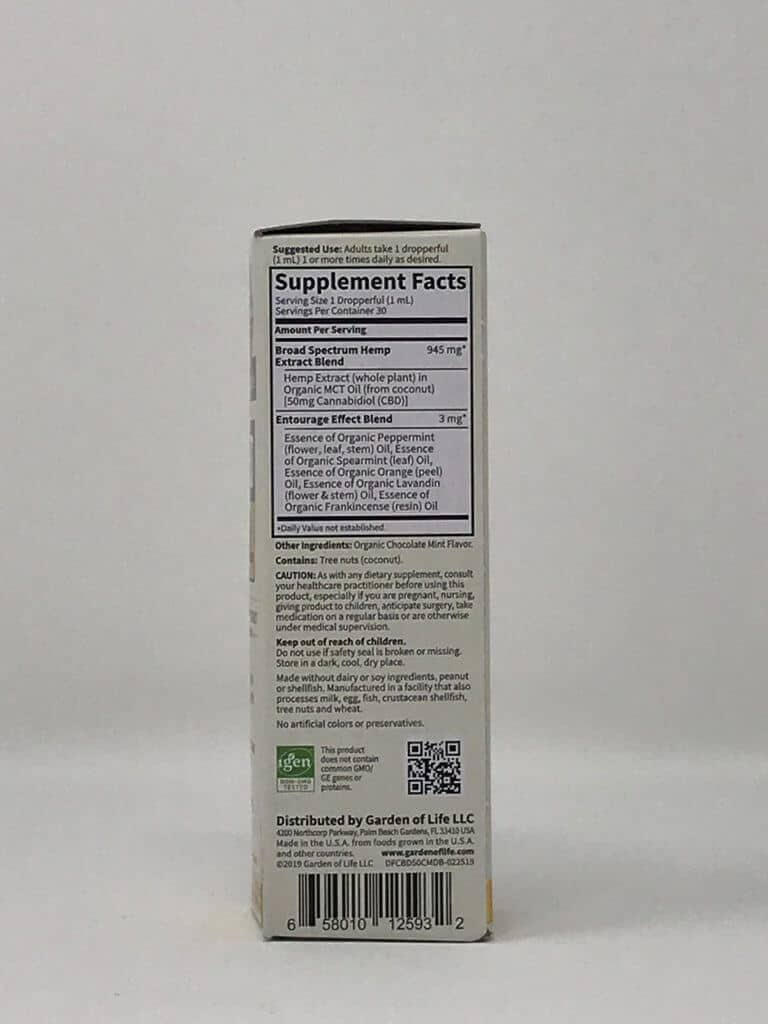 Suggested Use: Adults take 1 dropperful
(1 mL) 1 or more times daily as desired.
Supplement Facts
Serving Size 1 Dropperful (1 mL)
Servings Per Container 30
Amount Per Serving
Broad Spectrum Hemp 945 mg*
Extract Blend
Hemp Extract (whole plant) in
Organic MCT Oil (from coconut)
[50mg Cannabidiol (CBD)]
Entourage Effect Blend 3 mg*
Essence of Organic Peppermint
(flower, leaf, stem) Oil, Essence
of Organic Spearmint (leaf) Oil,
Essence of Organic Orange (peel)
Oil, Essence of Organic Lavandin
(flower & stem) Oil, Essence of
Organic Frankincense (resin) Oil
*Daily Value not established.
Other Ingredients: Organic Chocolate Mint Flavor.
Contains: Tree nuts (coconut).
CAUTION: As with any dietary supplement, consult
your healthcare practitioner before using this
product, especially if you are pregnant, nursing,
giving product to children, anticipate surgery, take
medication on a regular basis or are otherwise
under medical supervision.
Keep out of reach of children.
Do not use if safety seal is broken or missing.
Store in a dark, cool, dry place.
Made without dairy or soy ingredients, peanut
or shellfish. Manufactured in a facility that also
processes milk, egg, fish, crustacean shellfish,
tree nuts and wheat.
No artificial colors or preservatives.
igen
NON-GMO
TESTED
This product
does not contain
common GMO/
GE genes or
proteins.
Distributed by Garden of Life LLC
4200 Northcorp Parkway, Palm Beach Gardens, FL 33410 USA
Made in the U.S.A. from foods grown in the U.S.A.
and other countries. www.gardenoflife.com
©2019 Garden of Life LLC DFCBD50CMDB-022519
6 58010 12593 2